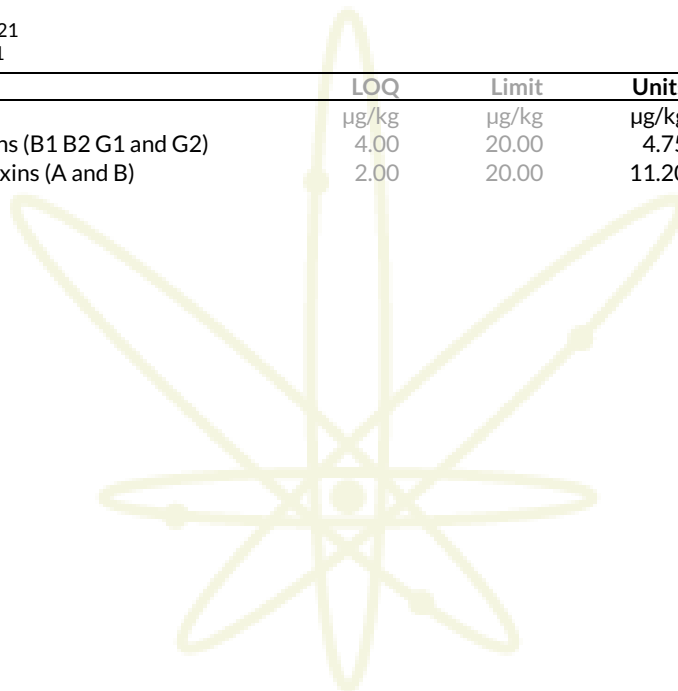 21
1
LOQ Limit Unit
µg/kg µg/kg µg/kg
ns (B1 B2 G1 and G2) 4.00 20.00 4.75
xins (A and B) 2.00 20.00 11.20